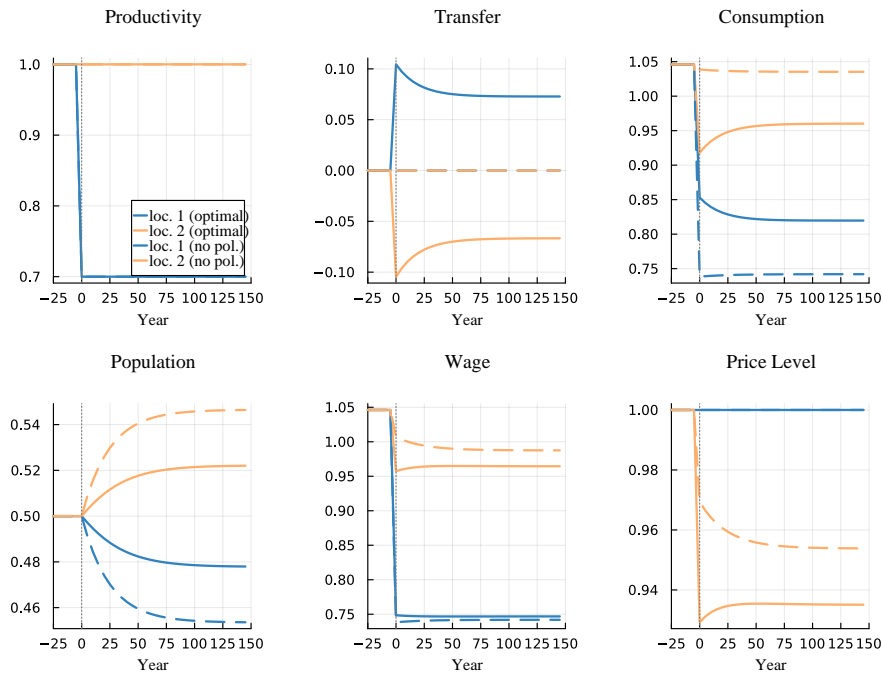 Productivity
1.0
0.9
0.8
0.7
loc. 1 (optimal)
loc. 2 (optimal)
loc. 1 (no pol.)
loc. 2 (no pol.)
−25 0 25 50 75 100 125 150
Year
Transfer
0.10
0.05
0.00
−0.05
−0.10
−25 0 25 50 75 100 125 150
Year
Consumption
1.05
1.00
0.95
0.90
0.85
0.80
0.75
−25 0 25 50 75 100 125 150
Year
Population
0.54
0.52
0.50
0.48
0.46
−25 0 25 50 75 100 125 150
Year
Wage
1.05
1.00
0.95
0.90
0.85
0.80
0.75
−25 0 25 50 75 100 125 150
Year
Price Level
1.00
0.98
0.96
0.94
−25 0 25 50 75 100 125 150
Year